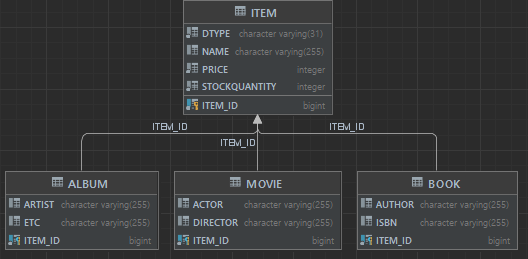 ITEM
DTYPE character varying(31)
NAME character varying(255)
PRICE integer
STOCKQUANTITY integer
ITEM_ID bigint
ITEM_ID
ITEM_ID
ITEM_ID
ALBUM
ARTIST character varying(255)
ETC character varying(255)
ITEM_ID bigint
MOVIE
ACTOR character varying(255)
DIRECTOR character varying(255)
ITEM_ID bigint
BOOK
AUTHOR character varying(255)
ISBN character varying(255)
ITEM_ID bigint